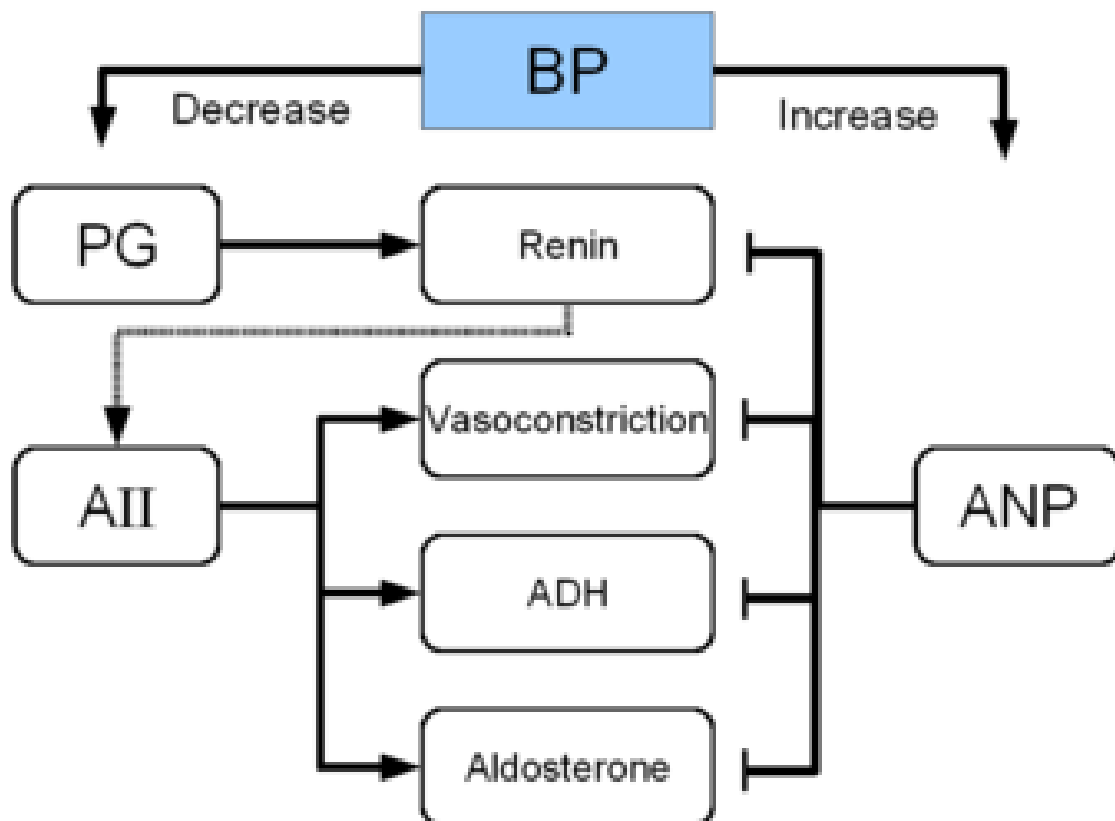 BP
Decrease
Increase
PG
Renin
Vasoconstriction
AII
ANP
ADH
Aldosterone